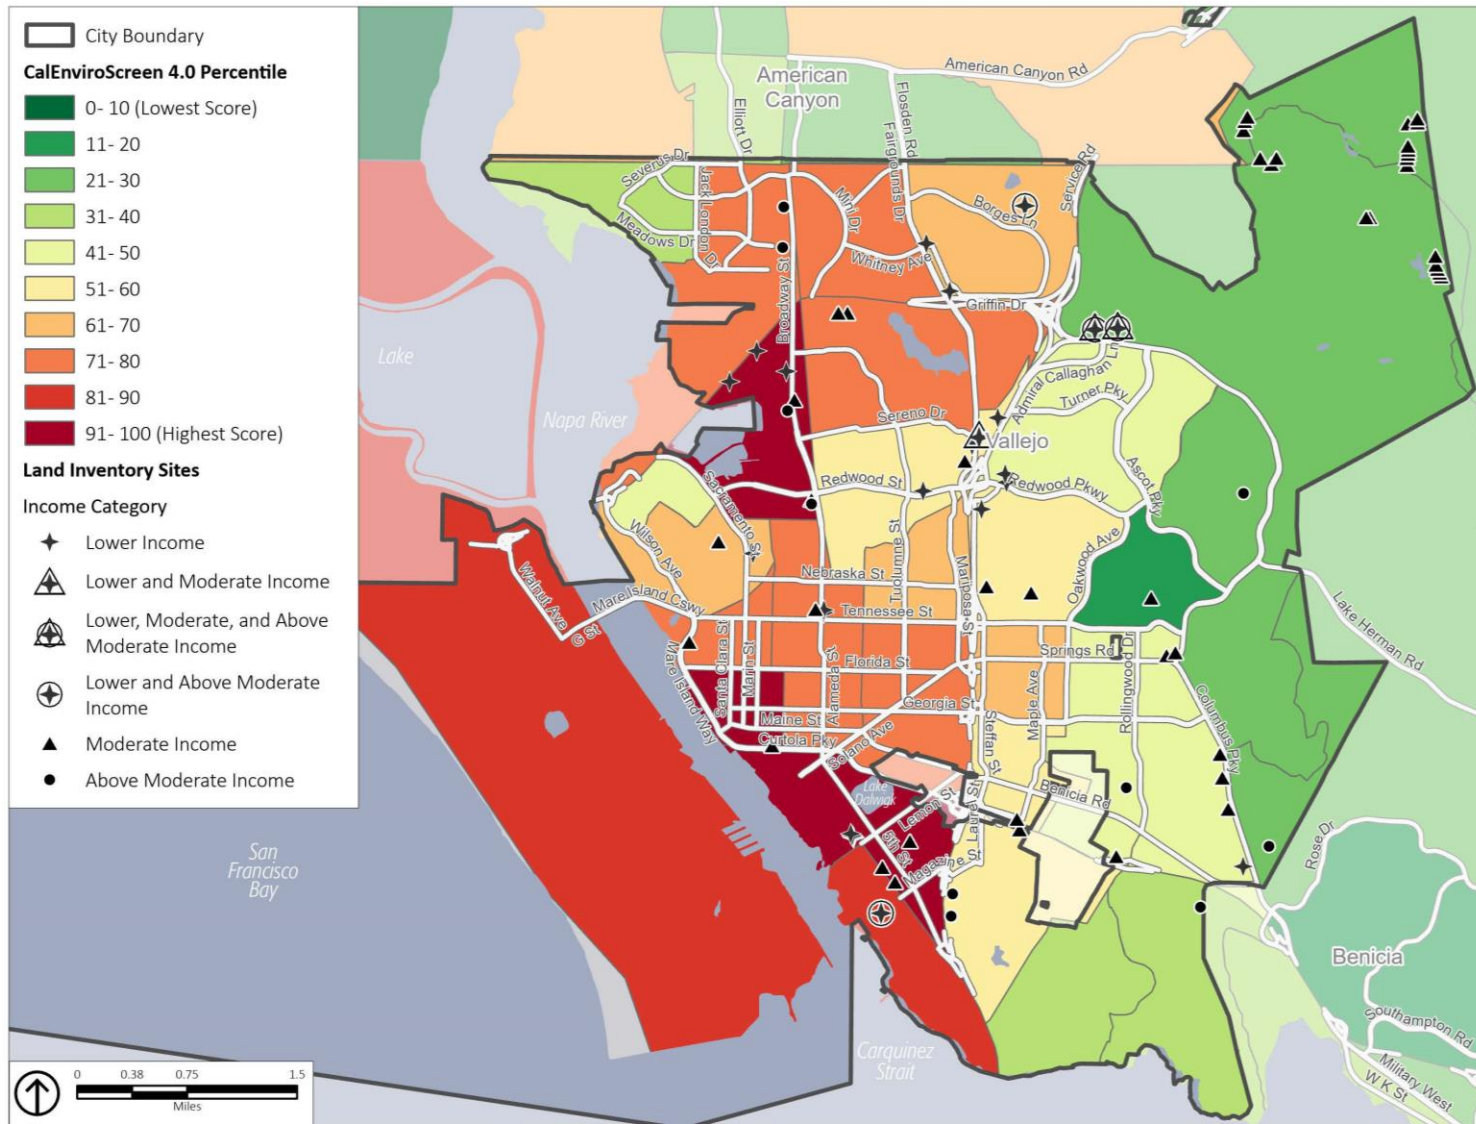 City Boundary
CalEnviroScreen 4.0 Percentile
0- 10 (Lowest Score)
11- 20
21- 30
31- 40
41- 50
51- 60
61- 70
71- 80
81- 90
91- 100 (Highest Score)
Land Inventory Sites
Income Category
Lower Income
Lower and Moderate Income
Lower, Moderate, and Above
Moderate Income
Lower and Above Moderate
Income
Moderate Income
Above Moderate Income
0 0.38 0.75 1.5
Miles
American
Canyon
American Canyon Rd
Elliott Dr
Flosden Rd
Fairgrounds Dr
Service Rd
Severus Dr
Jack London Dr
Meadows Dr
Mini Dr
Borges Ln
Whitney Ave
Broadway St
Griffin Dr
Lake
Napa River
Admiral Callaghan Ln
Turner Pky
Sereno Dr
Vallejo
Ascot Pky
Redwood St
Redwood Pkwy
Sacramento St
Wilson Ave
Tuolumne St
Mariposa St
Oakwood Ave
Nebraska St
Walnut Ave
G St
Mare Island Cswy
Tennessee St
Lake Herman Rd
Santa Clara St
Marin St
Florida St
Springs Rd
Rollingwood Dr
Mare Island Way
Alameda St
Maple Ave
Columbus Pky
Georgia St
Maine St
Curtola Pky
Solano Ave
Steffan St
Lake
Dalwigk
Lemon St
Laurel St
Benicia Rd
5th St
Magazine St
Rose Dr
San
Francisco
Bay
Benicia
Southampton Rd
Carquinez
Strait
Military West
W K St